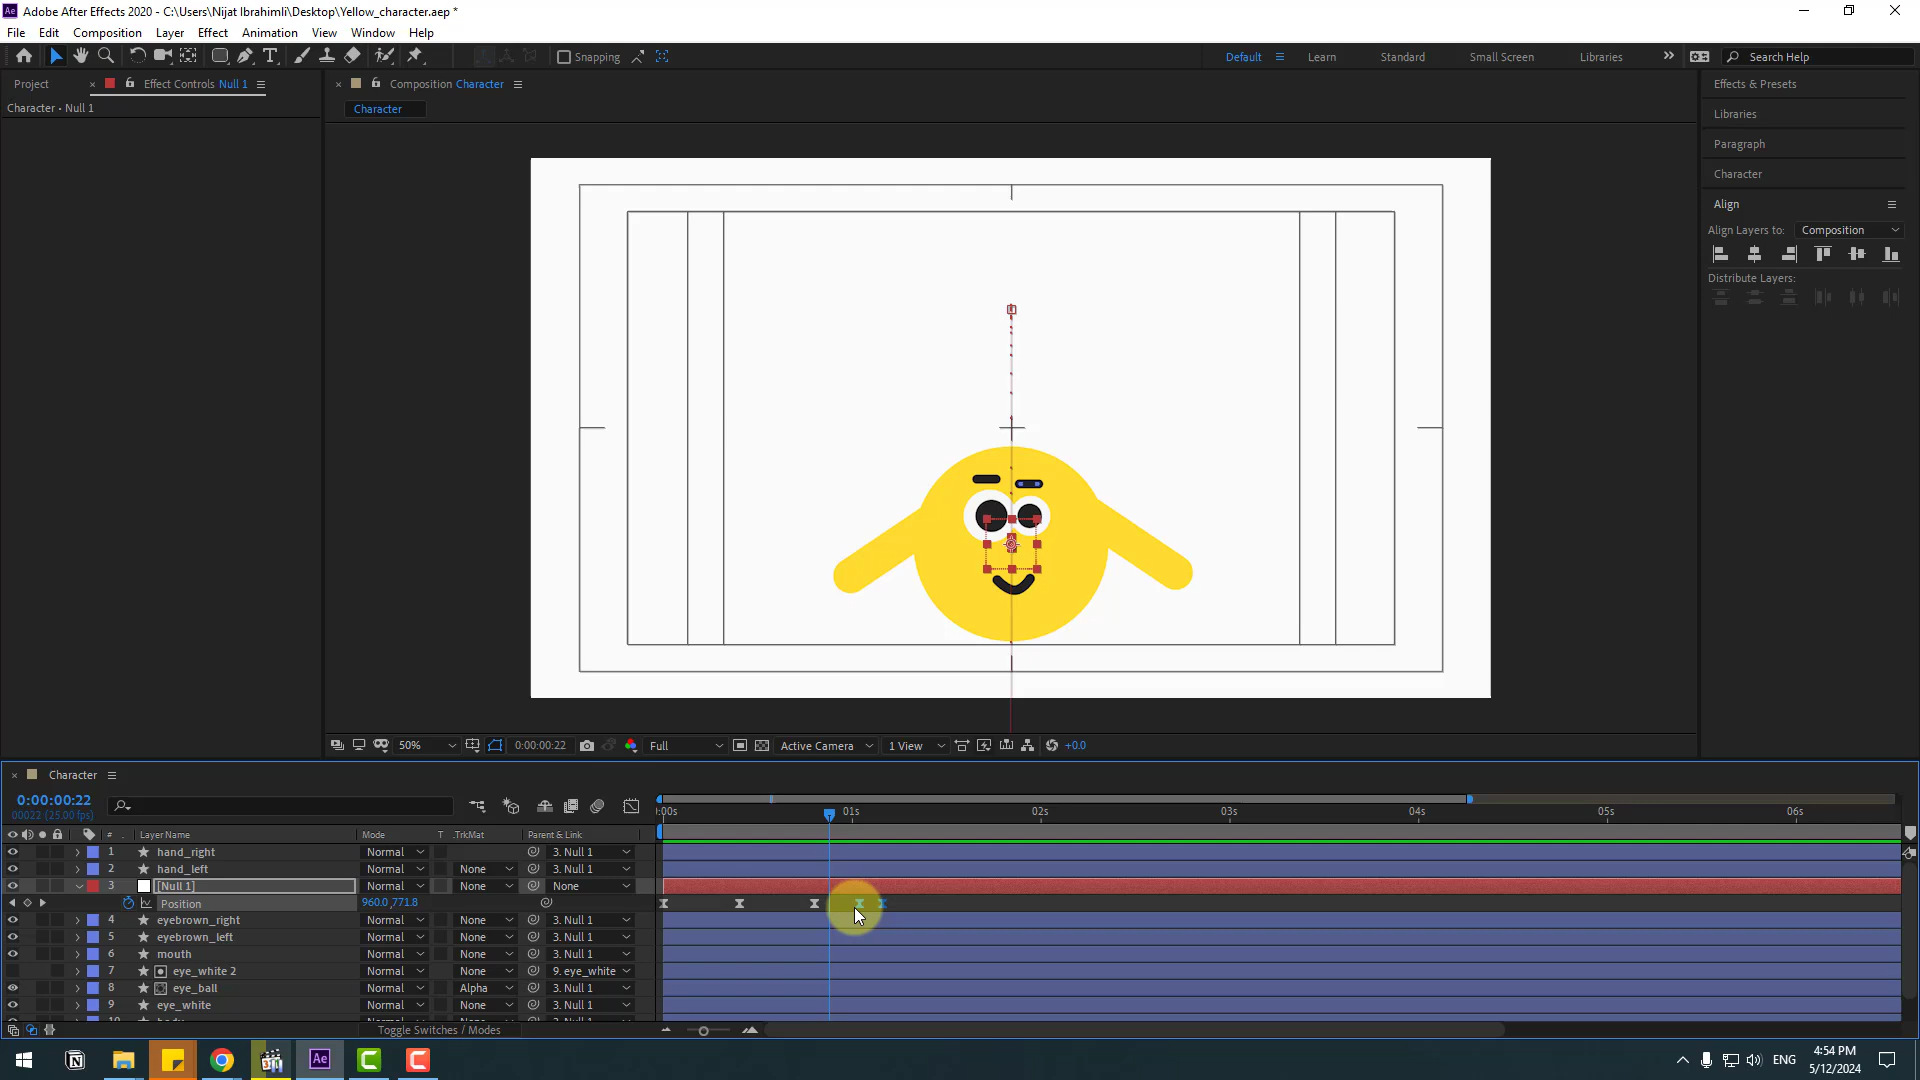 Ae Adobe After Effects 2020 - C:\Users\Nijat Ibrahimli\Desktop\Yellow_character.aep *
File Edit Composition Layer Effect Animation View Window Help
Snapping Default Learn Standard Small Screen Libraries Search Help
Project Effect Controls Null 1 Composition Character Effects & Presets
Character • Null 1 Character Libraries
Paragraph
Character
Align
Align Layers to: Composition
Distribute Layers:
50% 0:00:00:22 Full Active Camera 1 View +0.0
Character
0:00:00:22
00022 (25.00 fps)
:00s 01s 02s 03s 04s 05s 06s
# Layer Name Mode T .TrkMat Parent & Link
1 hand_right Normal 3. Null 1
2 hand_left Normal None 3. Null 1
3 [Null 1] Normal None None
Position 960.0,771.8
4 eyebrown_right Normal None 3. Null 1
5 eyebrown_left Normal None 3. Null 1
6 mouth Normal None 3. Null 1
7 eye_white 2 Normal None 9. eye_white
8 eye_ball Normal Alpha 3. Null 1
9 eye_white Normal None 3. Null 1
Toggle Switches / Modes
Ae ENG 4:54 PM
5/12/2024